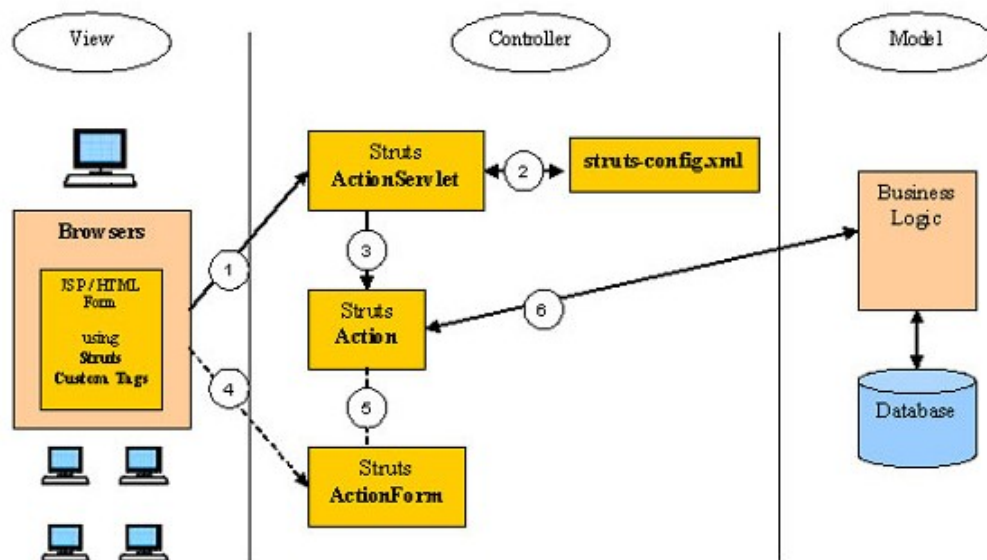 View
Controller
Model
Struts
ActionServlet
2
struts-config.xml
Browsers
JSP / HTML
Form
using
Struts
Custom Tags
1
3
Struts
Action
6
Business
Logic
4
5
Struts
ActionForm
Database